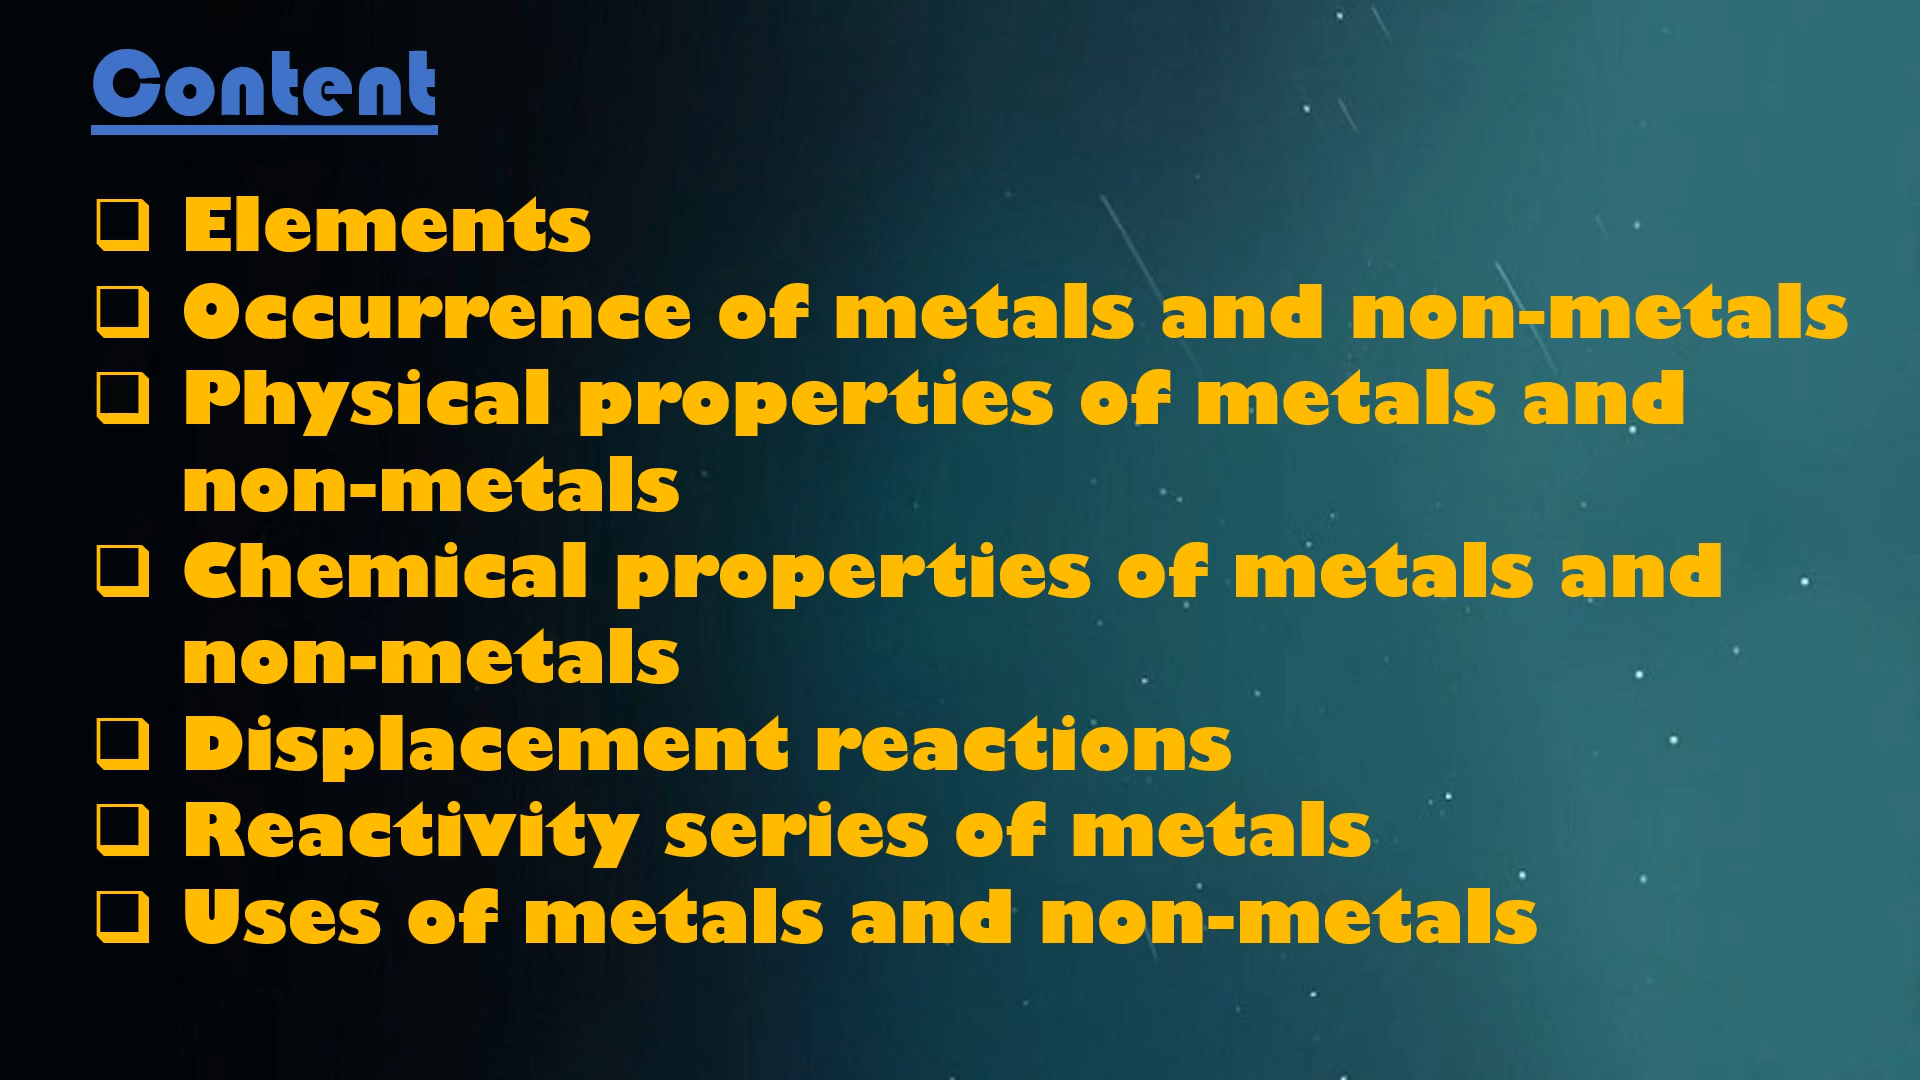 Content
❑ Elements
❑ Occurrence of metals and non-metals
❑ Physical properties of metals and
non-metals
❑ Chemical properties of metals and
non-metals
❑ Displacement reactions
❑ Reactivity series of metals
❑ Uses of metals and non-metals